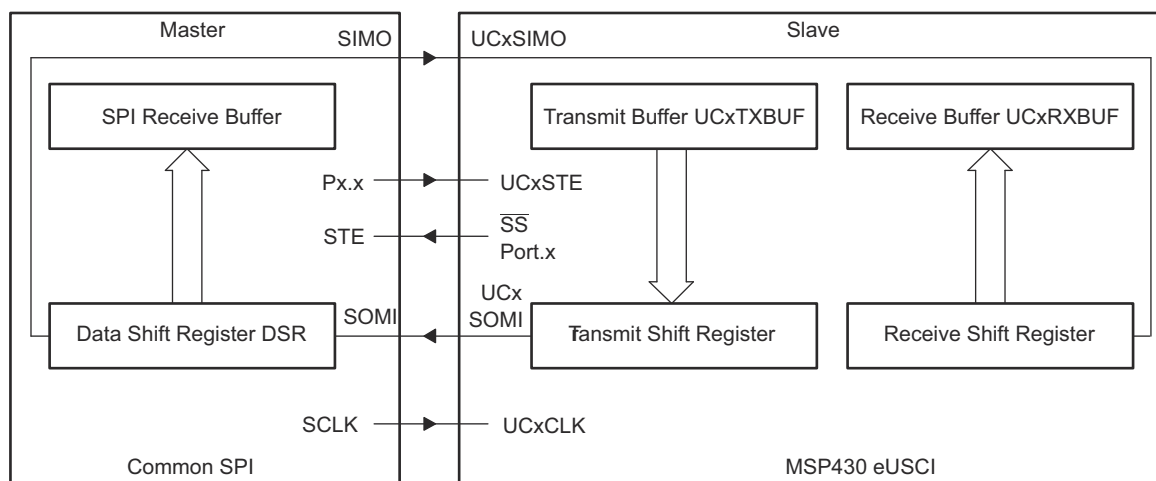 Master
Slave
SIMO
UCxSIMO
SPI Receive Buffer
Transmit Buffer UCxTXBUF
Receive Buffer UCxRXBUF
Px.x
UCxSTE
STE
SS
Port.x
SOMI
UCx
SOMI
Data Shift Register DSR
Tansmit Shift Register
Receive Shift Register
SCLK
UCxCLK
Common SPI
MSP430 eUSCI